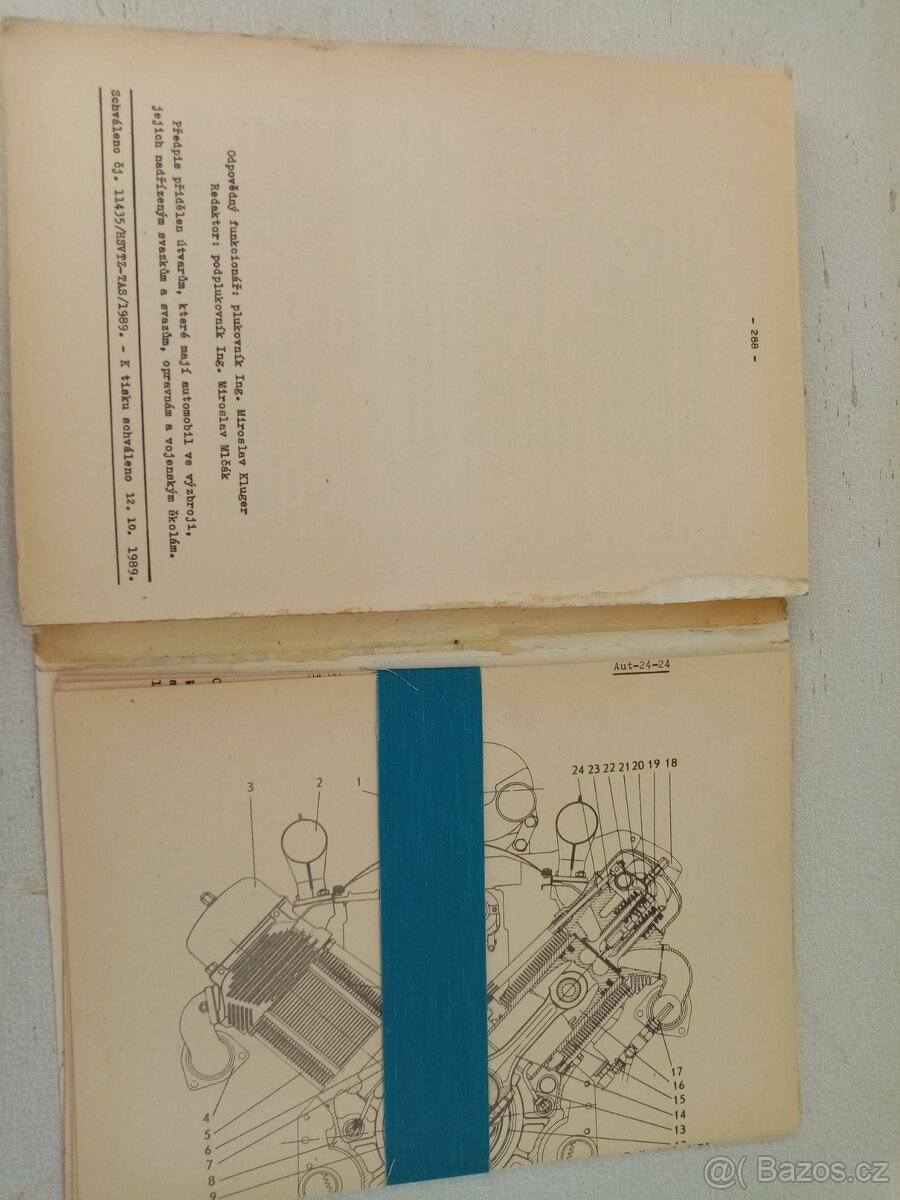 - 288 -
Odpovědný funkcionář: plukovník Ing. Miroslav Kluger
Redaktor: podplukovník Ing. Miroslav Mlčák
Předpis přidělen útvarům, které mají automobil ve výzbroji,
jejich nadřízeným svazkům a svazům, opravnám a vojenským školám.
Schváleno čj. 11435/HSVTZ-TAS/1989. - K tisku schváleno 12. 10. 1989.
Aut-24-24
1
2
3
24 23 22 21 20 19 18
4
5
6
7
8
9
17
16
15
14
13
12
@( Bazos.cz